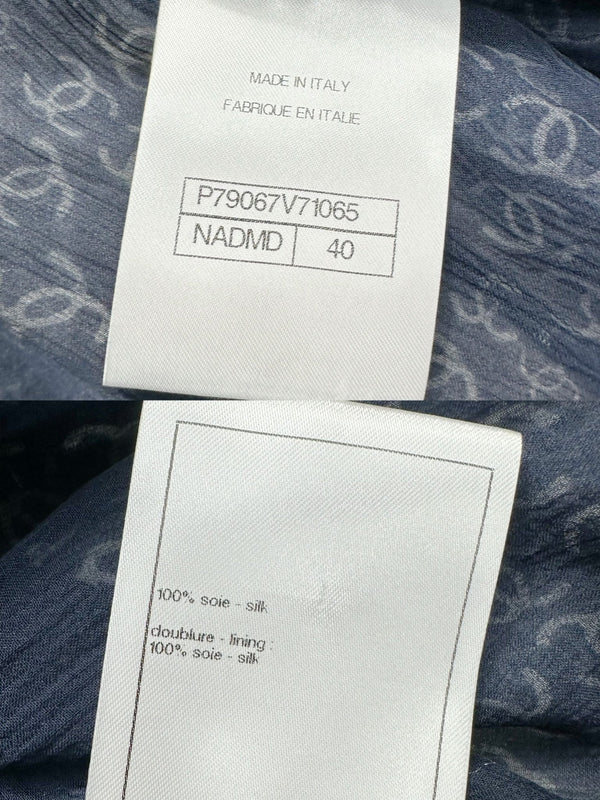 MADE IN ITALY
FABRIQUE EN ITALIE
P79067V71065
NADMD 40
100% soie - silk
doublure - lining :
100% soie - silk